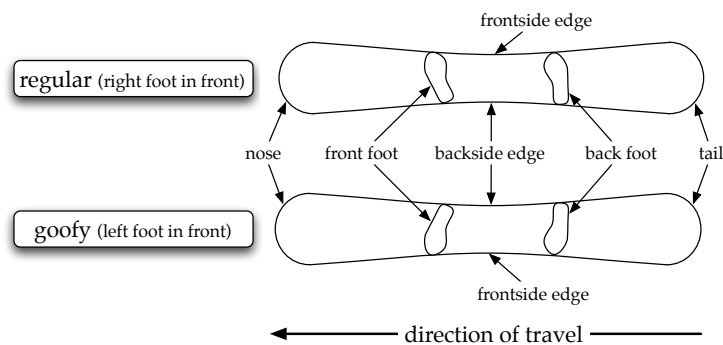 frontside edge
regular (right foot in front)
nose
front foot
backside edge
back foot
tail
goofy (left foot in front)
frontside edge
direction of travel